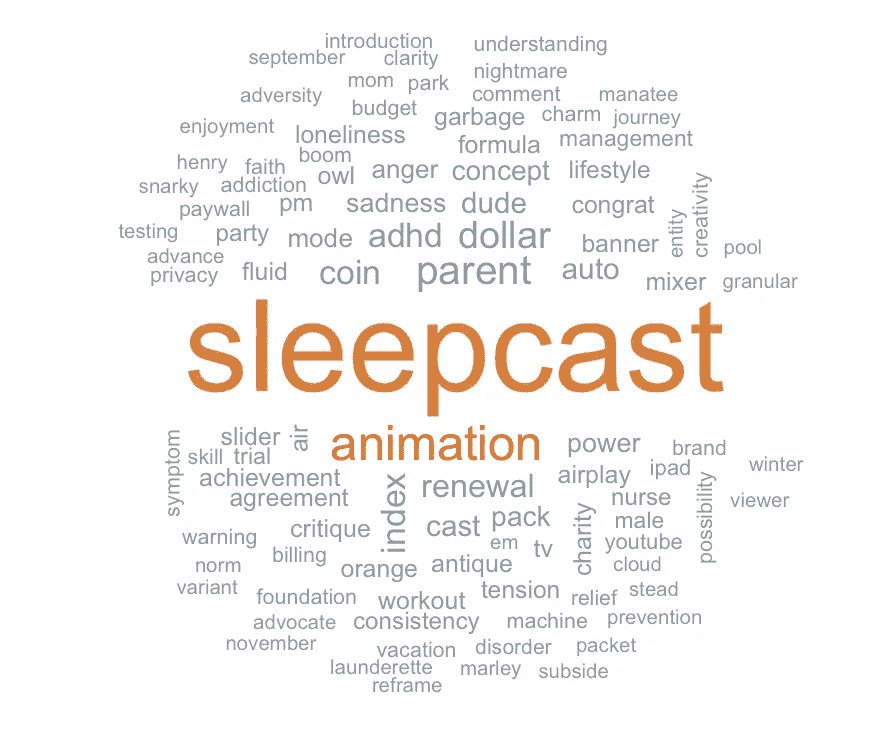 introduction understanding
september clarity
nightmare
mom park
adversity comment manatee
budget
garbage charm journey
enjoyment loneliness formula management
boom
henry faith owl anger concept lifestyle
snarky addiction
paywall pm sadness dude congrat
entity creativity
testing party mode adhd dollar banner pool
advance
privacy fluid coin parent auto mixer granular
sleepcast
symptom slider air animation power brand
skill trial winter
achievement renewal airplay ipad
agreement index pack nurse possibility viewer
warning critique cast charity male
em tv youtube
norm billing orange antique cloud
variant foundation workout tension relief stead
advocate consistency machine prevention
november vacation disorder packet
launderette marley subside
reframe